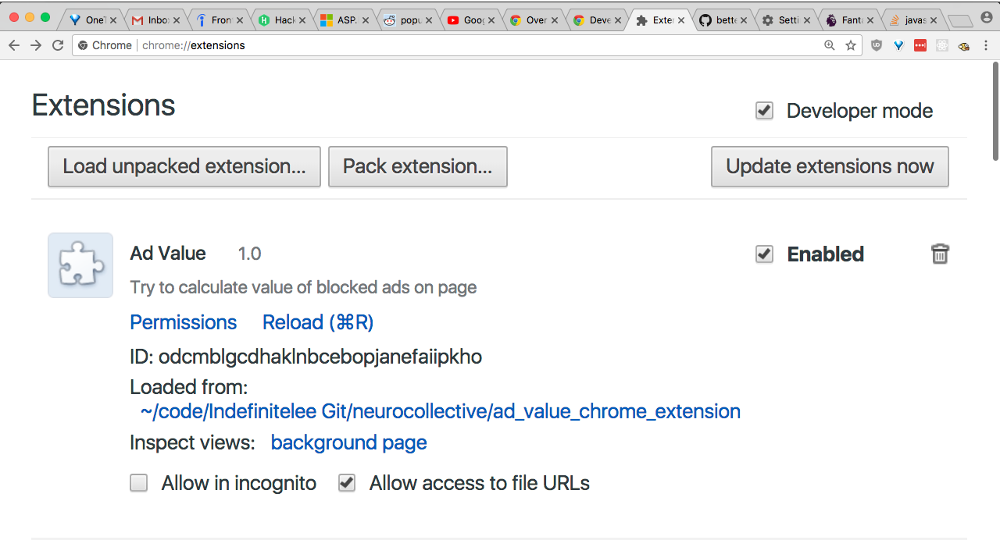 OneT Inbo Fron Hack ASP. popu Goog Over Deve Exte bette Setti Fanta javas
Chrome chrome://extensions
Extensions
Developer mode
Load unpacked extension... Pack extension... Update extensions now
Ad Value 1.0
Enabled
Try to calculate value of blocked ads on page
Permissions Reload (⌘R)
ID: odcmblgcdhaklnbcebopjanefaiipkho
Loaded from:
~/code/Indefinitelee Git/neurocollective/ad_value_chrome_extension
Inspect views: background page
Allow in incognito Allow access to file URLs